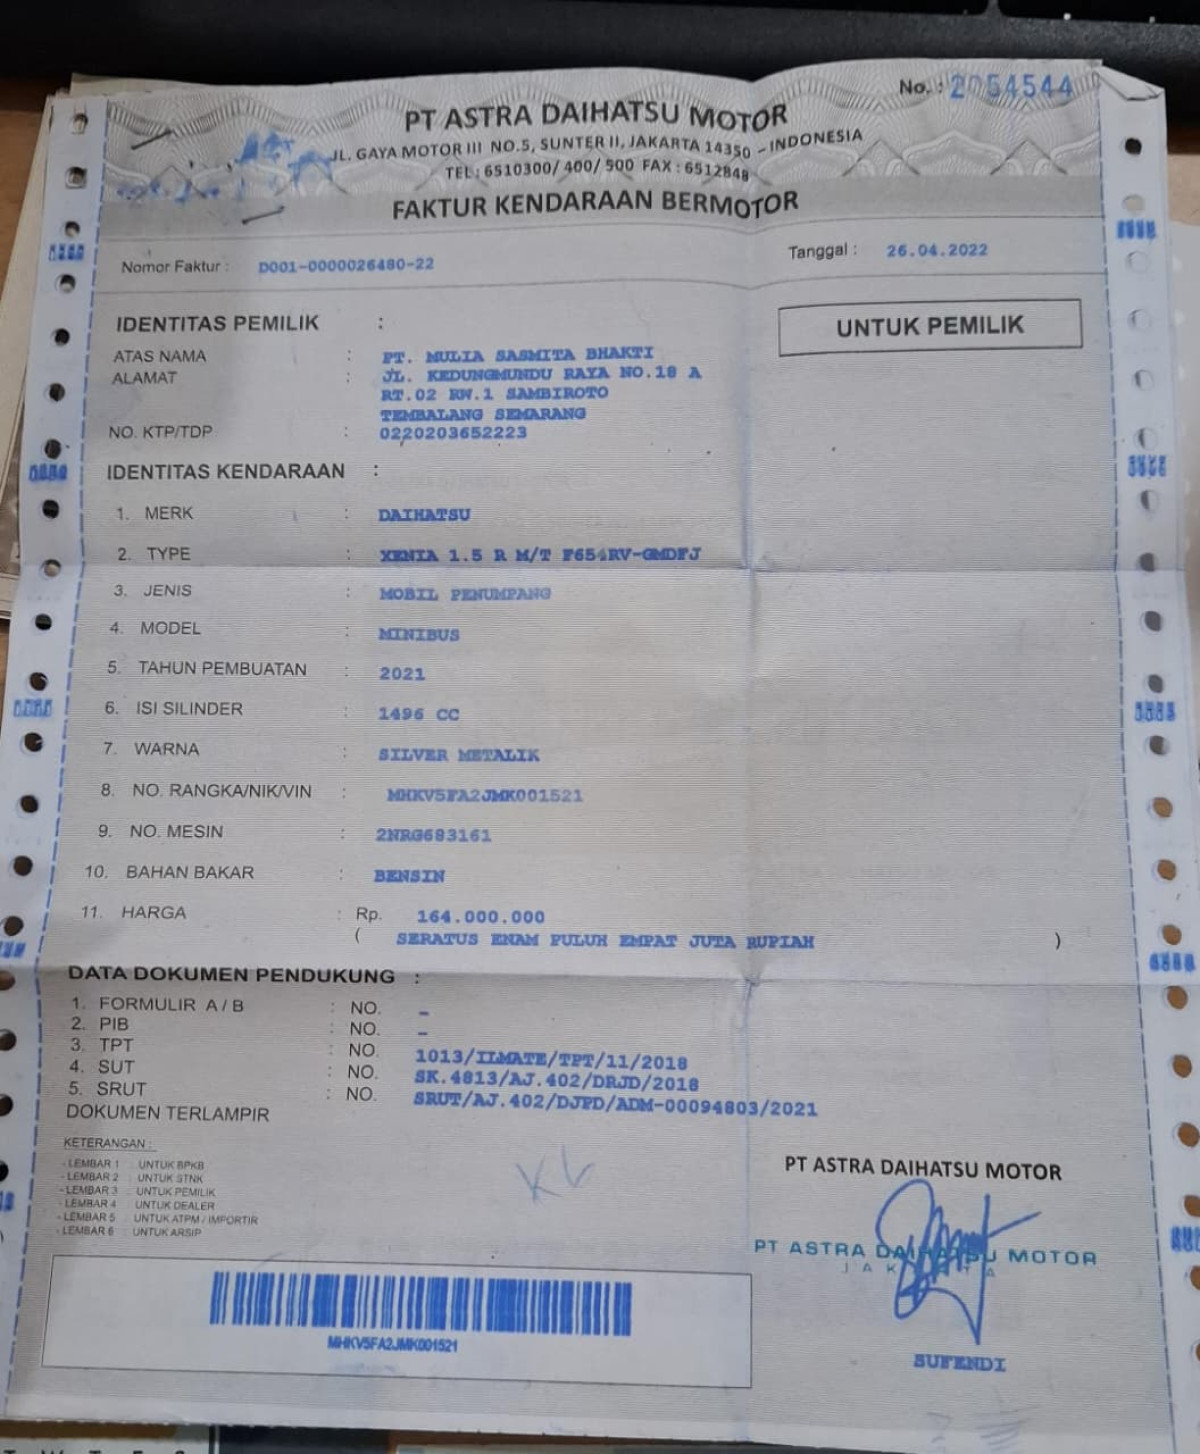 No. : 2054544
PT ASTRA DAIHATSU MOTOR
JL. GAYA MOTOR III NO.5, SUNTER II, JAKARTA 14350 - INDONESIA
TEL : 6510300/ 400/ 500 FAX : 6512848
FAKTUR KENDARAAN BERMOTOR
Nomor Faktur : D001-0000026480-22 Tanggal : 26.04.2022
IDENTITAS PEMILIK :
UNTUK PEMILIK
ATAS NAMA : PT. MULIA SASMITA BHAKTI
ALAMAT : JL. KEDUNGMUNDU RAYA NO.18 A
RT.02 RW.1 SAMBIROTO
TEMBALANG SEMARANG
NO. KTP/TDP : 0220203652223
IDENTITAS KENDARAAN :
1. MERK : DAIHATSU
2. TYPE : XENIA 1.5 R M/T F654RV-GMDFJ
3. JENIS : MOBIL PENUMPANG
4. MODEL : MINIBUS
5. TAHUN PEMBUATAN : 2021
6. ISI SILINDER : 1496 CC
7. WARNA : SILVER METALIK
8. NO. RANGKA/NIK/VIN : MHKV5FA2JMK001521
9. NO. MESIN : 2NRG683161
10. BAHAN BAKAR : BENSIN
11. HARGA : Rp. 164.000.000
( SERATUS ENAM PULUH EMPAT JUTA RUPIAH )
DATA DOKUMEN PENDUKUNG :
1. FORMULIR A / B : NO. -
2. PIB : NO. -
3. TPT : NO. 1013/ILMATE/TPT/11/2018
4. SUT : NO. SK.4813/AJ.402/DRJD/2018
5. SRUT : NO. SRUT/AJ.402/DJPD/ADM-00094803/2021
DOKUMEN TERLAMPIR
KETERANGAN :
- LEMBAR 1 : UNTUK BPKB
- LEMBAR 2 : UNTUK STNK
- LEMBAR 3 : UNTUK PEMILIK
- LEMBAR 4 : UNTUK DEALER
- LEMBAR 5 : UNTUK ATPM / IMPORTIR
- LEMBAR 6 : UNTUK ARSIP
PT ASTRA DAIHATSU MOTOR
PT ASTRA DAIHATSU MOTOR
JAKARTA
MHKV5FA2JMK001521
SUFENDI